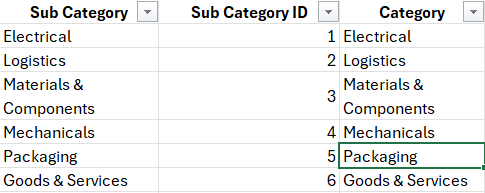 Sub Category Sub Category ID Category
Electrical 1 Electrical
Logistics 2 Logistics
Materials & Components 3 Materials & Components
Mechanicals 4 Mechanicals
Packaging 5 Packaging
Goods & Services 6 Goods & Services